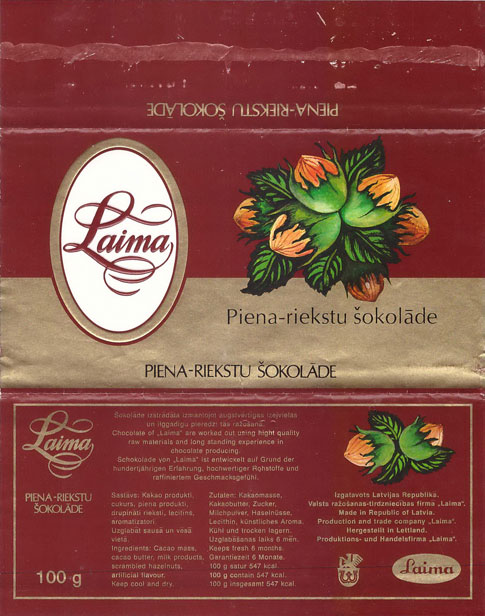 PIENA-RIEKSTU ŠOKOLĀDE
Laima
Piena-riekstu šokolāde
PIENA-RIEKSTU ŠOKOLĀDE
Laima
PIENA-RIEKSTU
ŠOKOLĀDE
100 g
Šokolāde izstrādāta izmantojot augstvērtīgas izejvielas
un ilggadīgu pieredzi tās ražošanā.
Chocolate of „Laima" are worked out using hight quality
raw materials and long standing experience in
chocolate producing.
Schokolade von „Laima" ist entwickelt auf Grund der
hundertjährigen Erfahrung, hochwertiger Rohstoffe und
raffiniertem Geschmackgefühl.
Sastāvs: Kakao produkti,
cukurs, piena produkti,
drupināti rieksti, lecitīns,
aromatizatori.
Uzglabāt sausā un vēsā
vietā.
Ingredients: Cacao mass,
cacao butter, milk products,
scrambled hazelnuts,
artificial flavour.
Keep cool and dry.
Zutaten: Kakaomasse,
Kakaobutter, Zucker,
Milchpulver, Haselnüsse,
Lezithin, künstliches Aroma.
Kühl und trocken lagern.
Uzglabāšanas laiks 6 mēn.
Keeps fresh 6 months.
Garantiezeit 6 Monate.
100 g satur 547 kcal.
100 g contain 547 kcal.
100 g insgesamt 547 kcal.
Izgatavots Latvijas Republikā.
Valsts ražošanas-tirdzniecības firma „Laima".
Made in Republic of Latvia.
Production and trade company „Laima".
Hergestellt in Lettland.
Produktions- und Handelsfirma „Laima".
Laima